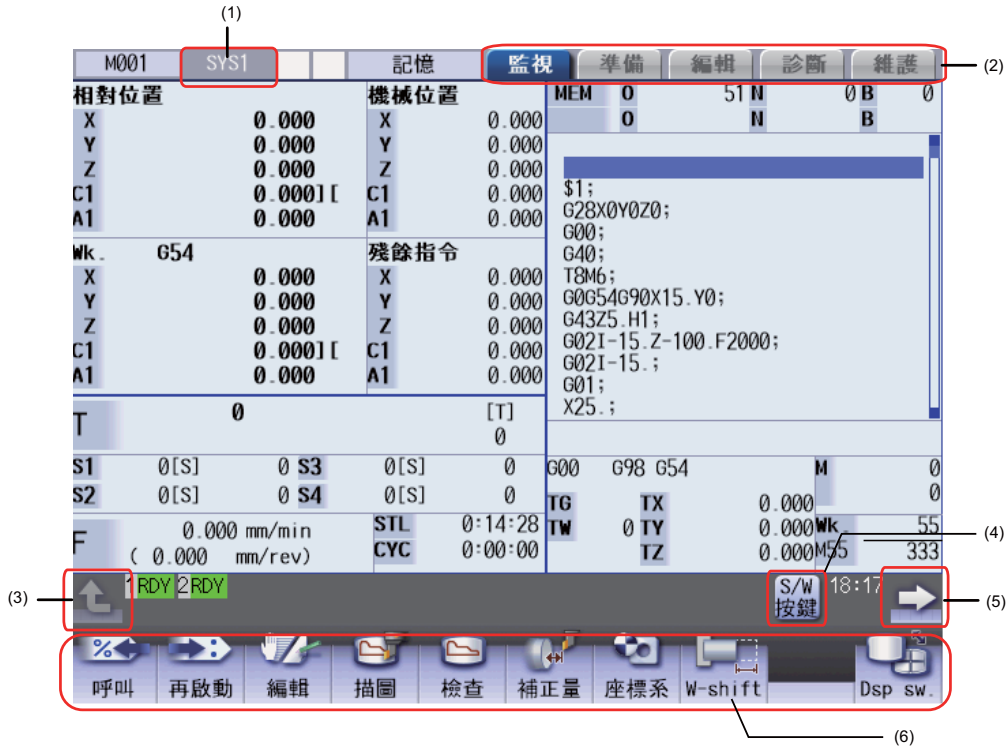 (1)
M001 SYS1 記憶 監視 準備 編輯 診斷 維護
(2)
相對位置
X 0.000
Y 0.000
Z 0.000
C1 0.000][
A1 0.000
機械位置
X 0.000
Y 0.000
Z 0.000
C1 0.000
A1 0.000
Wk. G54
X 0.000
Y 0.000
Z 0.000
C1 0.000][
A1 0.000
殘餘指令
X 0.000
Y 0.000
Z 0.000
C1 0.000
A1 0.000
MEM O 51 N 0 B 0
O N B
$1;
G28X0Y0Z0;
G00;
G40;
T8M6;
G0G54G90X15.Y0;
G43Z5.H1;
G02I-15.Z-100.F2000;
G02I-15.;
G01;
X25.;
T 0 [T]
0
S1 0[S] 0 S3 0[S] 0
S2 0[S] 0 S4 0[S] 0
F 0.000 mm/min
( 0.000 mm/rev)
STL 0:14:28
CYC 0:00:00
G00 G98 G54 M 0
0
TG TX 0.000
TW 0 TY 0.000 Wk. 55
TZ 0.000 M55 333
(4)
(3)
1 RDY 2 RDY
S/W
按鍵
18:17
(5)
呼叫 再啟動 編輯 描圖 檢查 補正量 座標系 W-shift Dsp sw.
(6)